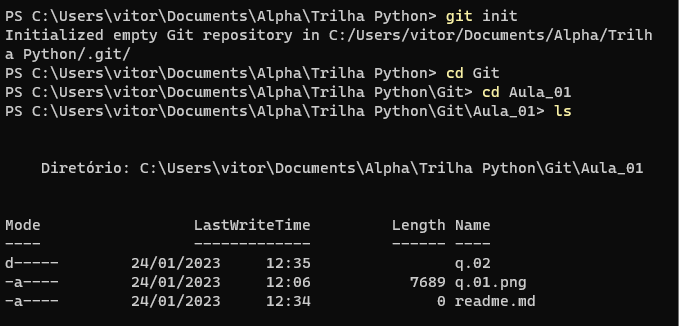 PS C:\Users\vitor\Documents\Alpha\Trilha Python> git init
Initialized empty Git repository in C:/Users/vitor/Documents/Alpha/Trilh
a Python/.git/
PS C:\Users\vitor\Documents\Alpha\Trilha Python> cd Git
PS C:\Users\vitor\Documents\Alpha\Trilha Python\Git> cd Aula_01
PS C:\Users\vitor\Documents\Alpha\Trilha Python\Git\Aula_01> ls
Diretório: C:\Users\vitor\Documents\Alpha\Trilha Python\Git\Aula_01
Mode LastWriteTime Length Name
---- ------------- ------ ----
d----- 24/01/2023 12:35 q.02
-a---- 24/01/2023 12:06 7689 q.01.png
-a---- 24/01/2023 12:34 0 readme.md